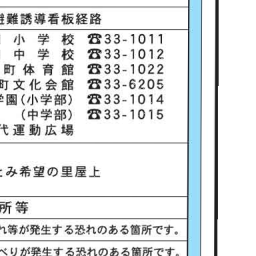 避難誘導看板経路
小学校 ☎33-1011
中学校 ☎33-1012
町体育館 ☎33-1022
町文化会館 ☎33-6205
学園(小学部) ☎33-1014
(中学部) ☎33-1015
代運動広場
とみ希望の里屋上
所等
れ等が発生する恐れのある箇所です。
べりが発生する恐れのある箇所です。